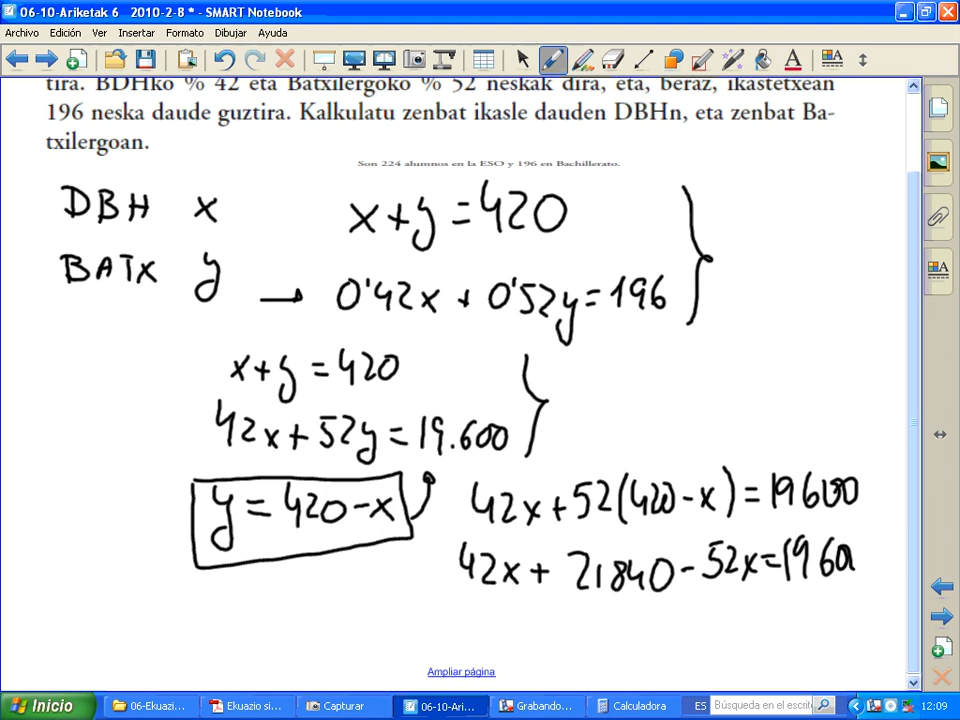 06-10-Ariketak 6 2010-2-8 * - SMART Notebook
Archivo Edición Ver Insertar Formato Dibujar Ayuda
tira. BDHko % 42 eta Batxilergoko % 52 neskak dira, eta, beraz, ikastetxean
196 neska daude guztira. Kalkulatu zenbat ikasle dauden DBHn, eta zenbat Ba-
txilergoan.
Son 224 alumnos en la ESO y 196 en Bachillerato.
DBH x x+y=420
BATX y → 0'42x + 0'52y=196
x+y=420
42x+52y=19.600
y=420-x 42x+52(420-x)=19600
42x+21840-52x=1960
Ampliar página
Inicio 06-Ekuazi... Ekuazio si... Capturar 06-10-Ari... Grabando... Calculadora ES Búsqueda en el escrit 12:09